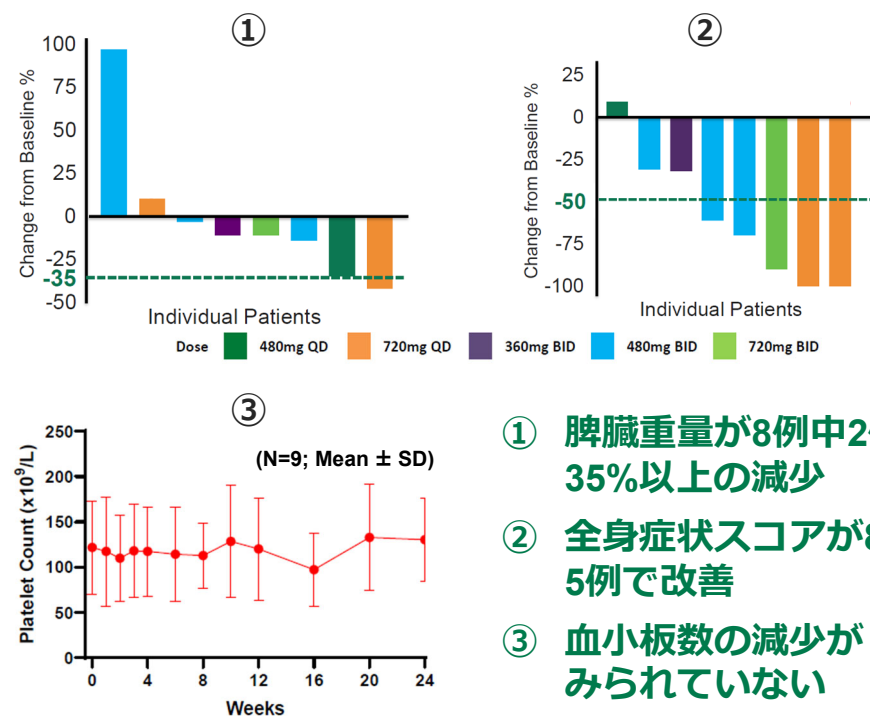 ①
100
75
50
25
0
-25
-35
-50
Change from Baseline %
Individual Patients
②
25
0
-25
-50
-75
-100
Change from Baseline %
Individual Patients
Dose 480mg QD 720mg QD 360mg BID 480mg BID 720mg BID
③
250
200
150
100
50
0
Platelet Count (x10⁹/L)
(N=9; Mean ± SD)
0 4 8 12 16 20 24
Weeks
① 脾臓重量が8例中2
35%以上の減少
② 全身症状スコアが8
5例で改善
③ 血小板数の減少が
みられていない